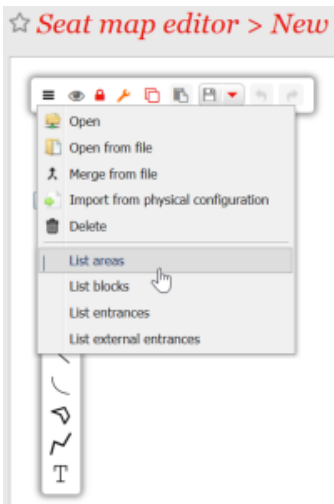 Seat map editor > New
Open
Open from file
Merge from file
Import from physical configuration
Delete
List areas
List blocks
List entrances
List external entrances
T